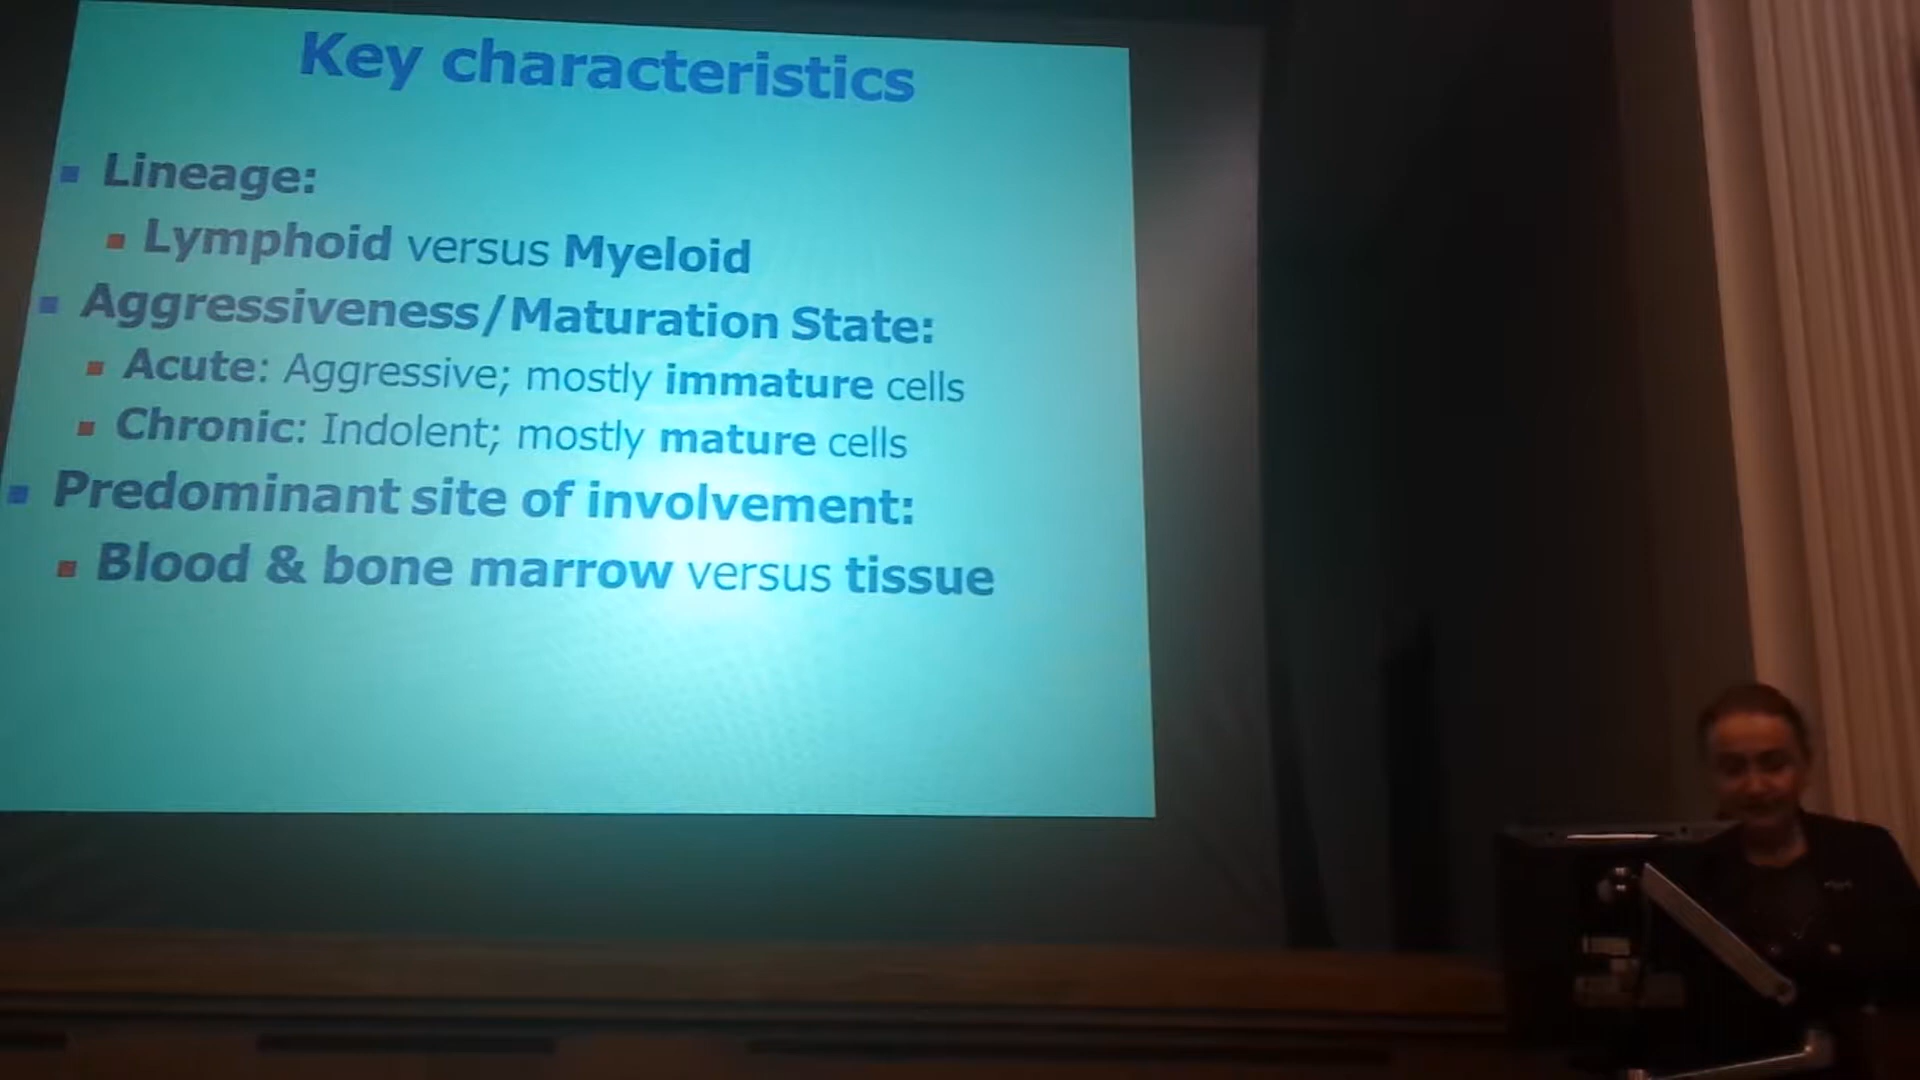 Key characteristics
Lineage:
Lymphoid versus Myeloid
Aggressiveness/Maturation State:
Acute: Aggressive; mostly immature cells
Chronic: Indolent; mostly mature cells
Predominant site of involvement:
Blood & bone marrow versus tissue